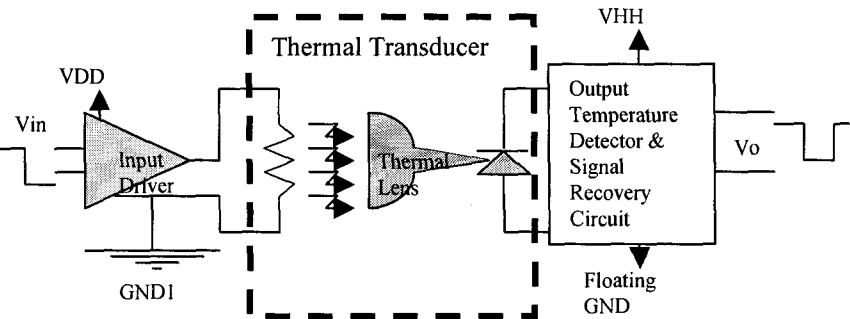 Thermal Transducer
VHH
VDD
Vin
Input
Driver
Thermal
Lens
Output
Temperature
Detector &
Signal
Recovery
Circuit
Vo
GND1
Floating
GND